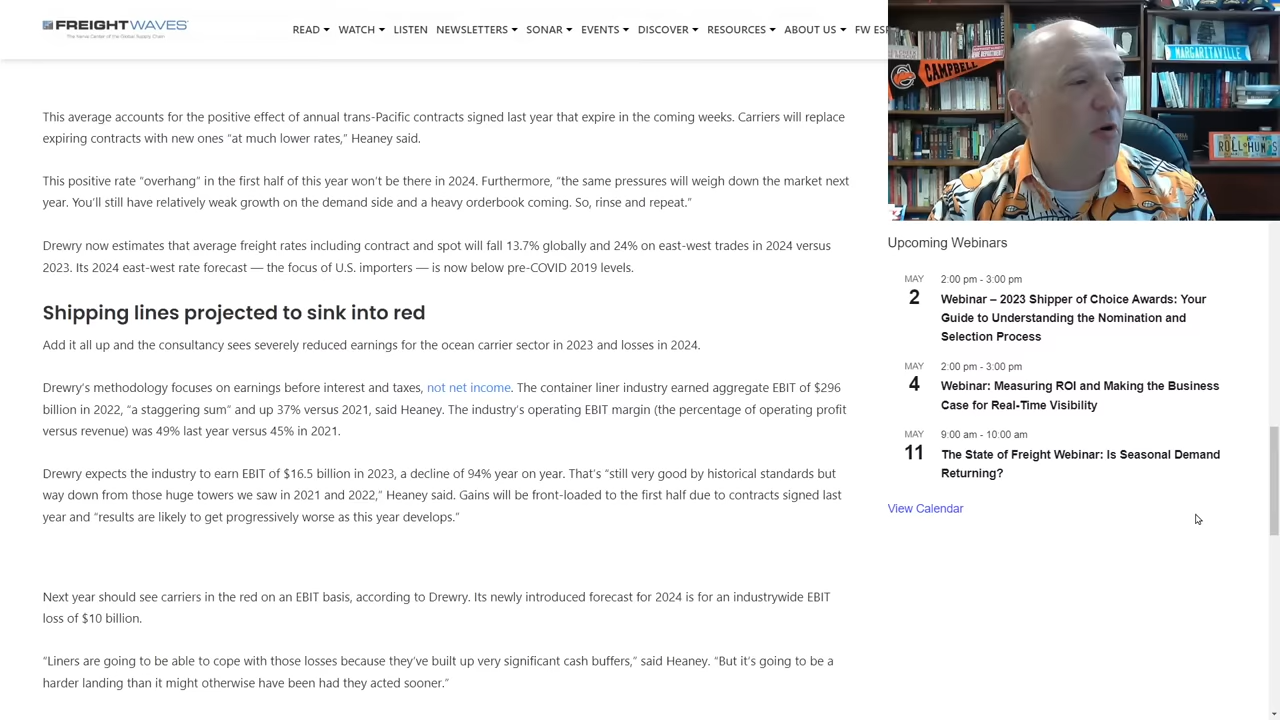 FREIGHTWAVES
The Nerve Center of the Global Supply Chain
READ WATCH LISTEN NEWSLETTERS SONAR EVENTS DISCOVER RESOURCES ABOUT US FW ESP
CAMPBELL
MARGARITAVILLE
ROLL HUMPS
This average accounts for the positive effect of annual trans-Pacific contracts signed last year that expire in the coming weeks. Carriers will replace
expiring contracts with new ones “at much lower rates,” Heaney said.
This positive rate “overhang” in the first half of this year won’t be there in 2024. Furthermore, “the same pressures will weigh down the market next
year. You’ll still have relatively weak growth on the demand side and a heavy orderbook coming. So, rinse and repeat.”
Drewry now estimates that average freight rates including contract and spot will fall 13.7% globally and 24% on east-west trades in 2024 versus
2023. Its 2024 east-west rate forecast — the focus of U.S. importers — is now below pre-COVID 2019 levels.
Shipping lines projected to sink into red
Add it all up and the consultancy sees severely reduced earnings for the ocean carrier sector in 2023 and losses in 2024.
Drewry’s methodology focuses on earnings before interest and taxes, not net income. The container liner industry earned aggregate EBIT of $296
billion in 2022, “a staggering sum” and up 37% versus 2021, said Heaney. The industry’s operating EBIT margin (the percentage of operating profit
versus revenue) was 49% last year versus 45% in 2021.
Drewry expects the industry to earn EBIT of $16.5 billion in 2023, a decline of 94% year on year. That’s “still very good by historical standards but
way down from those huge towers we saw in 2021 and 2022,” Heaney said. Gains will be front-loaded to the first half due to contracts signed last
year and “results are likely to get progressively worse as this year develops.”
Next year should see carriers in the red on an EBIT basis, according to Drewry. Its newly introduced forecast for 2024 is for an industrywide EBIT
loss of $10 billion.
“Liners are going to be able to cope with those losses because they’ve built up very significant cash buffers,” said Heaney. “But it’s going to be a
harder landing than it might otherwise have been had they acted sooner.”
Upcoming Webinars
MAY
2
2:00 pm - 3:00 pm
Webinar – 2023 Shipper of Choice Awards: Your
Guide to Understanding the Nomination and
Selection Process
MAY
4
2:00 pm - 3:00 pm
Webinar: Measuring ROI and Making the Business
Case for Real-Time Visibility
MAY
11
9:00 am - 10:00 am
The State of Freight Webinar: Is Seasonal Demand
Returning?
View Calendar